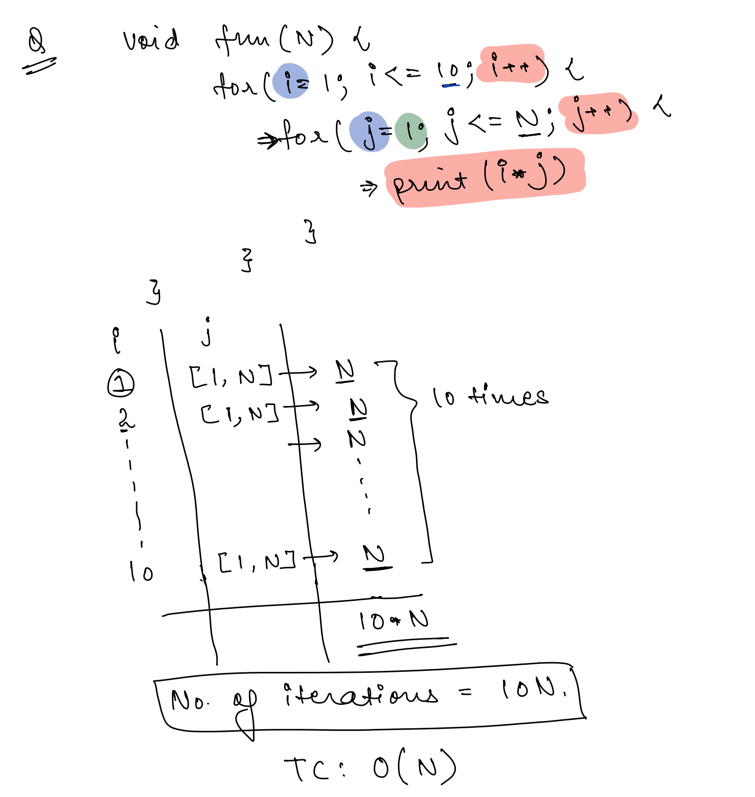 Q void fun(N) {
for( i= 1; i <= 10; i++) {
⇒for( j= 1; j <= N; j++) {
⇒ print (i*j)
}
}
}
i j
① [1, N] → N
2 [1, N] → N 10 times
→ N
10 [1, N] → N
10*N
No. of iterations = 10N.
TC: O(N)